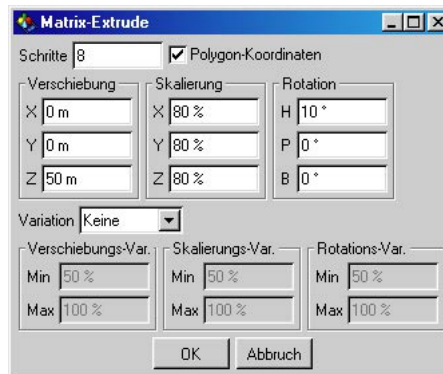 Matrix-Extrude
Schritte 8 Polygon-Koordinaten
Verschiebung Skalierung Rotation
X 0 m X 80 % H 10 °
Y 0 m Y 80 % P 0 °
Z 50 m Z 80 % B 0 °
Variation Keine
Verschiebungs-Var. Skalierungs-Var. Rotations-Var.
Min 50 % Min 50 % Min 50 %
Max 100 % Max 100 % Max 100 %
OK Abbruch